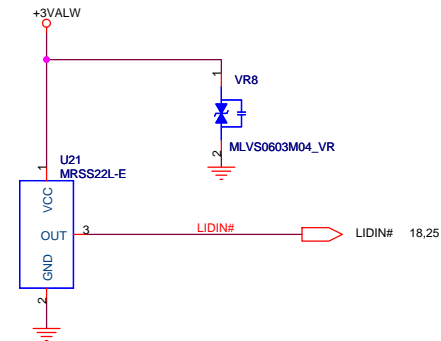 +3VALW
1
VR8
MLVS0603M04_VR
2
U21
MRSS22L-E
1
VCC
OUT
3
LIDIN#
LIDIN# 18,25
GND
2